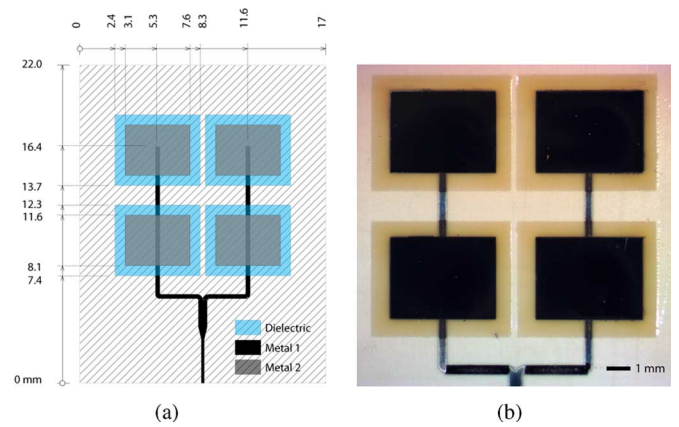 0 2.4 3.1 5.3 7.6 8.3 11.6 17
22.0
16.4
13.7
12.3
11.6
8.1
7.4
0 mm
Dielectric
Metal 1
Metal 2
1 mm
(a) (b)